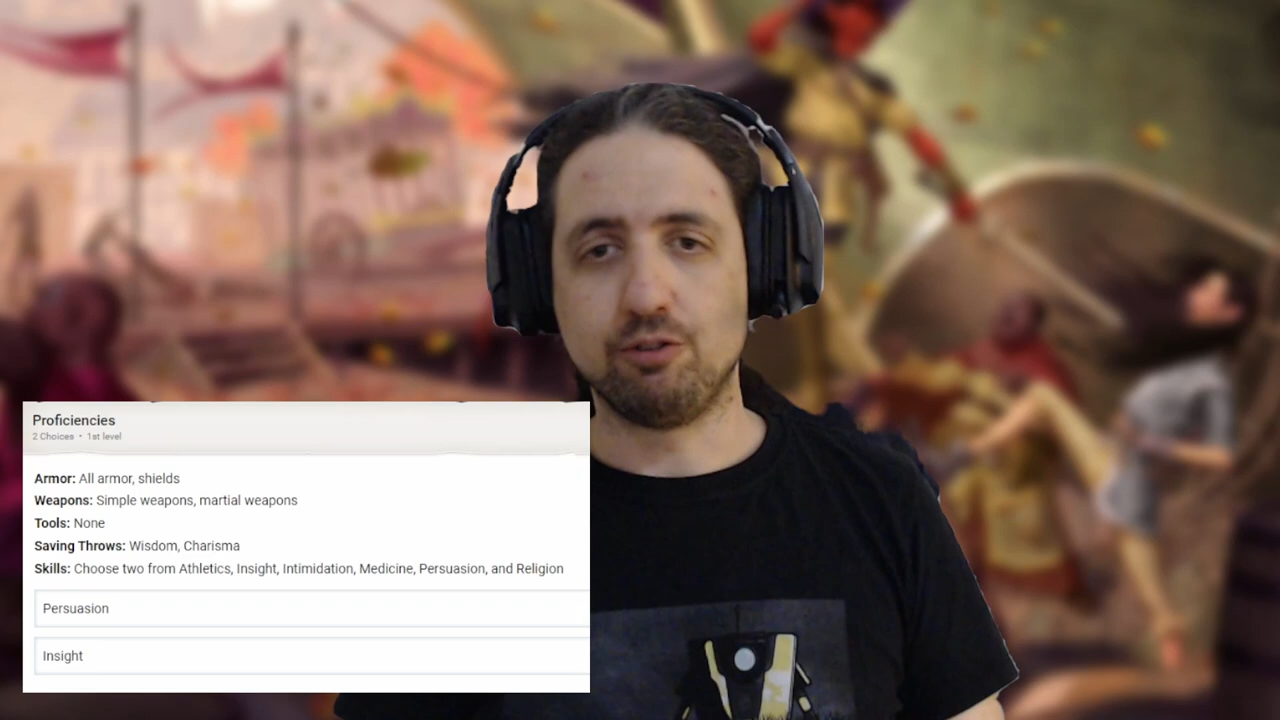 Proficiencies
2 Choices • 1st level
Armor: All armor, shields
Weapons: Simple weapons, martial weapons
Tools: None
Saving Throws: Wisdom, Charisma
Skills: Choose two from Athletics, Insight, Intimidation, Medicine, Persuasion, and Religion
Persuasion
Insight